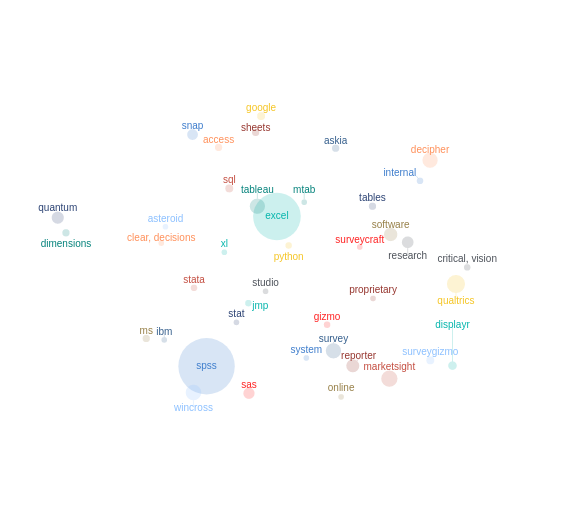 google
snap
sheets
access
askia
decipher
internal
sql
tableau
mtab
tables
quantum
excel
asteroid
software
clear, decisions
surveycraft
dimensions
xl
research
python
critical, vision
stata
studio
proprietary
qualtrics
jmp
stat
gizmo
displayr
ms
ibm
survey
system
reporter
surveygizmo
spss
marketsight
sas
online
wincross